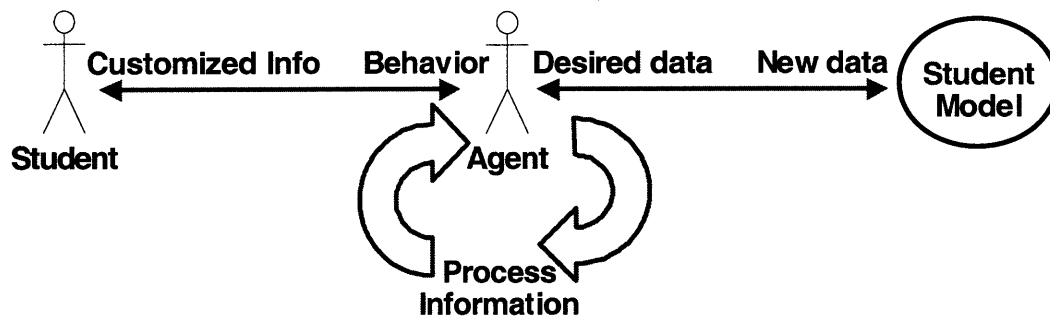 Customized Info Behavior Desired data New data
Student
Model
Student
Agent
Process
Information